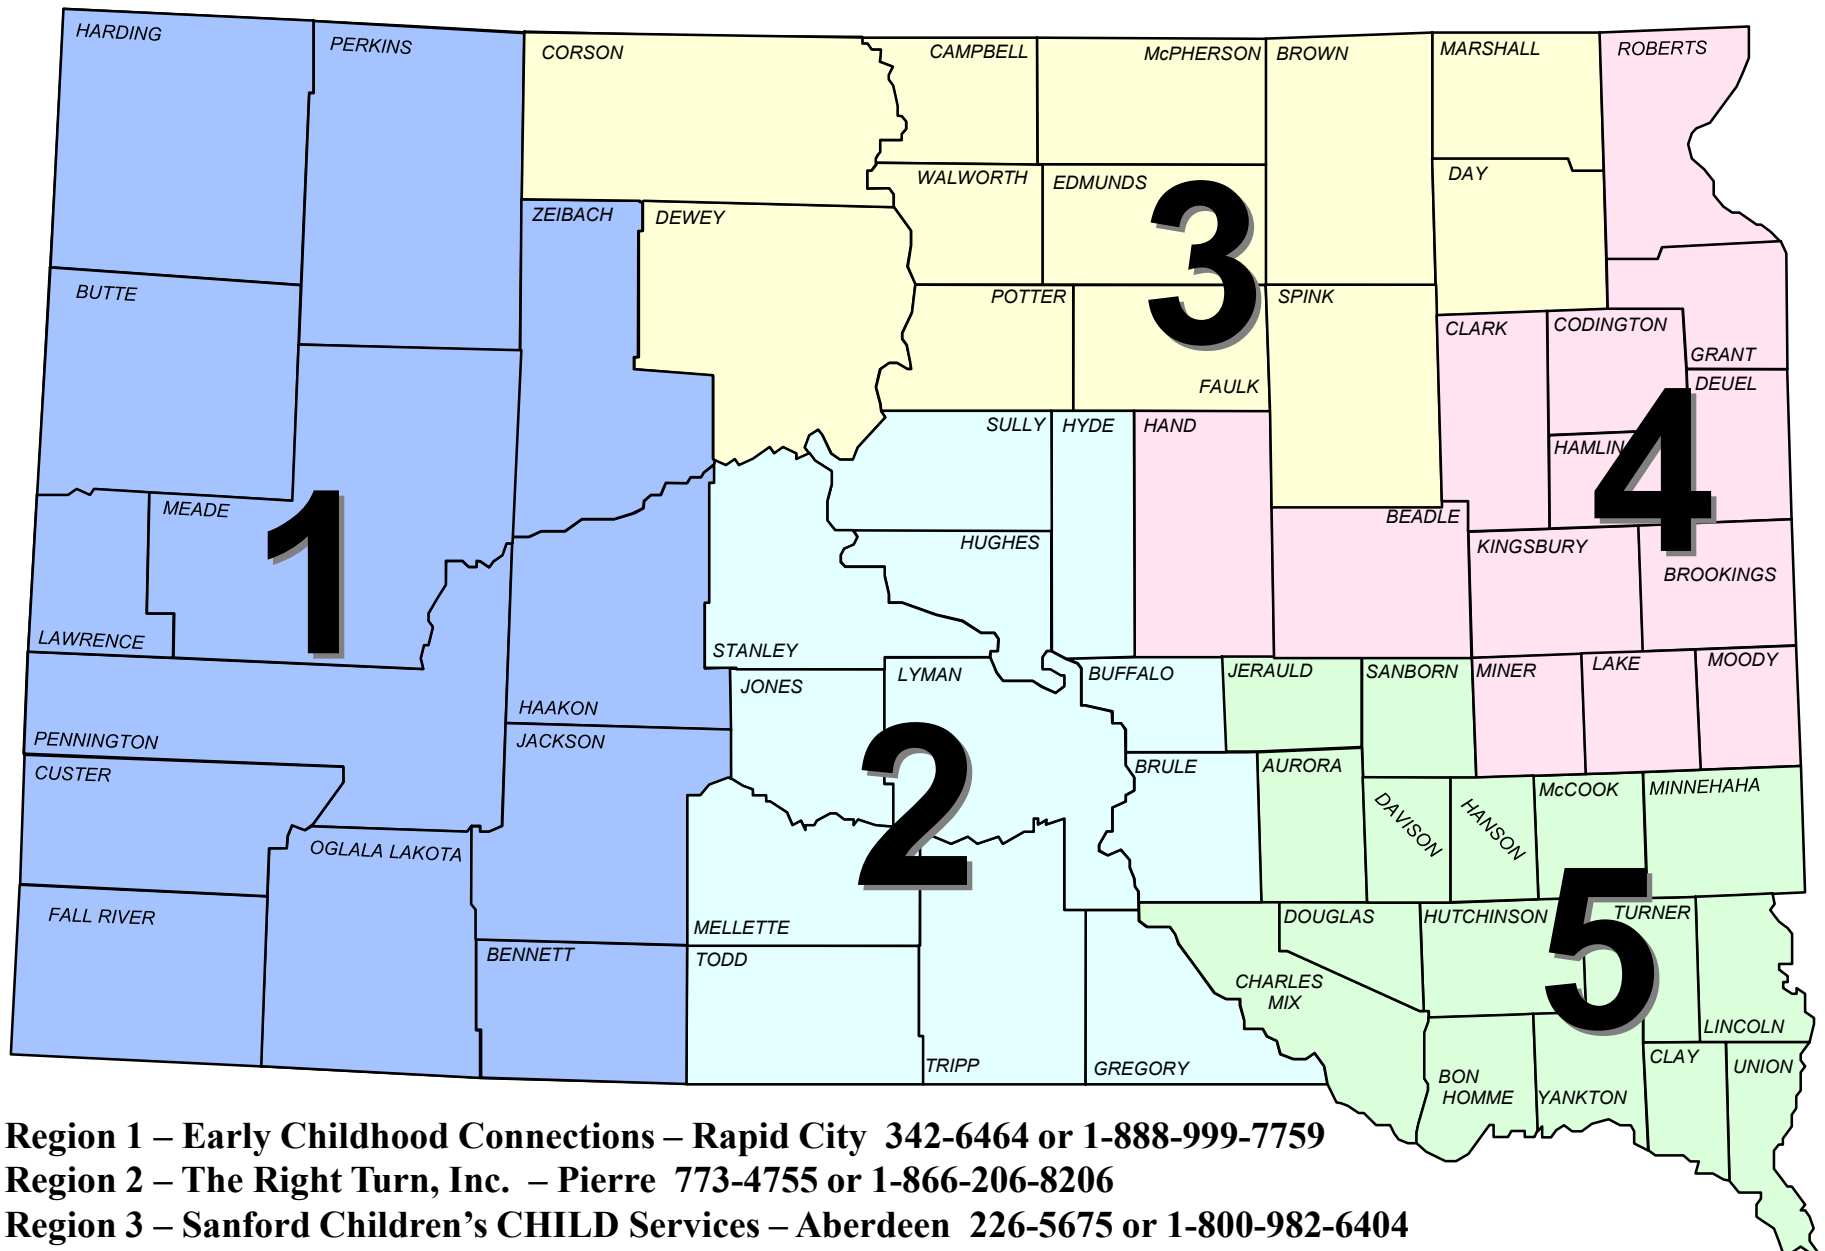 HARDING
PERKINS
CORSON
CAMPBELL
McPHERSON
BROWN
MARSHALL
ROBERTS
ZEIBACH
DEWEY
WALWORTH
EDMUNDS
DAY
3
BUTTE
POTTER
FAULK
SPINK
CLARK
CODINGTON
GRANT
DEUEL
SULLY
HYDE
HAND
HAMLIN
4
MEADE
1
BEADLE
HUGHES
KINGSBURY
BROOKINGS
LAWRENCE
STANLEY
HAAKON
JONES
LYMAN
BUFFALO
JERAULD
SANBORN
MINER
LAKE
MOODY
PENNINGTON
JACKSON
2
BRULE
AURORA
CUSTER
DAVISON
HANSON
McCOOK
MINNEHAHA
OGLALA LAKOTA
FALL RIVER
MELLETTE
DOUGLAS
HUTCHINSON
5
TURNER
BENNETT
TODD
CHARLES
MIX
LINCOLN
TRIPP
GREGORY
BON
HOMME
YANKTON
CLAY
UNION
Region 1 – Early Childhood Connections – Rapid City 342-6464 or 1-888-999-7759
Region 2 – The Right Turn, Inc. – Pierre 773-4755 or 1-866-206-8206
Region 3 – Sanford Children’s CHILD Services – Aberdeen 226-5675 or 1-800-982-6404